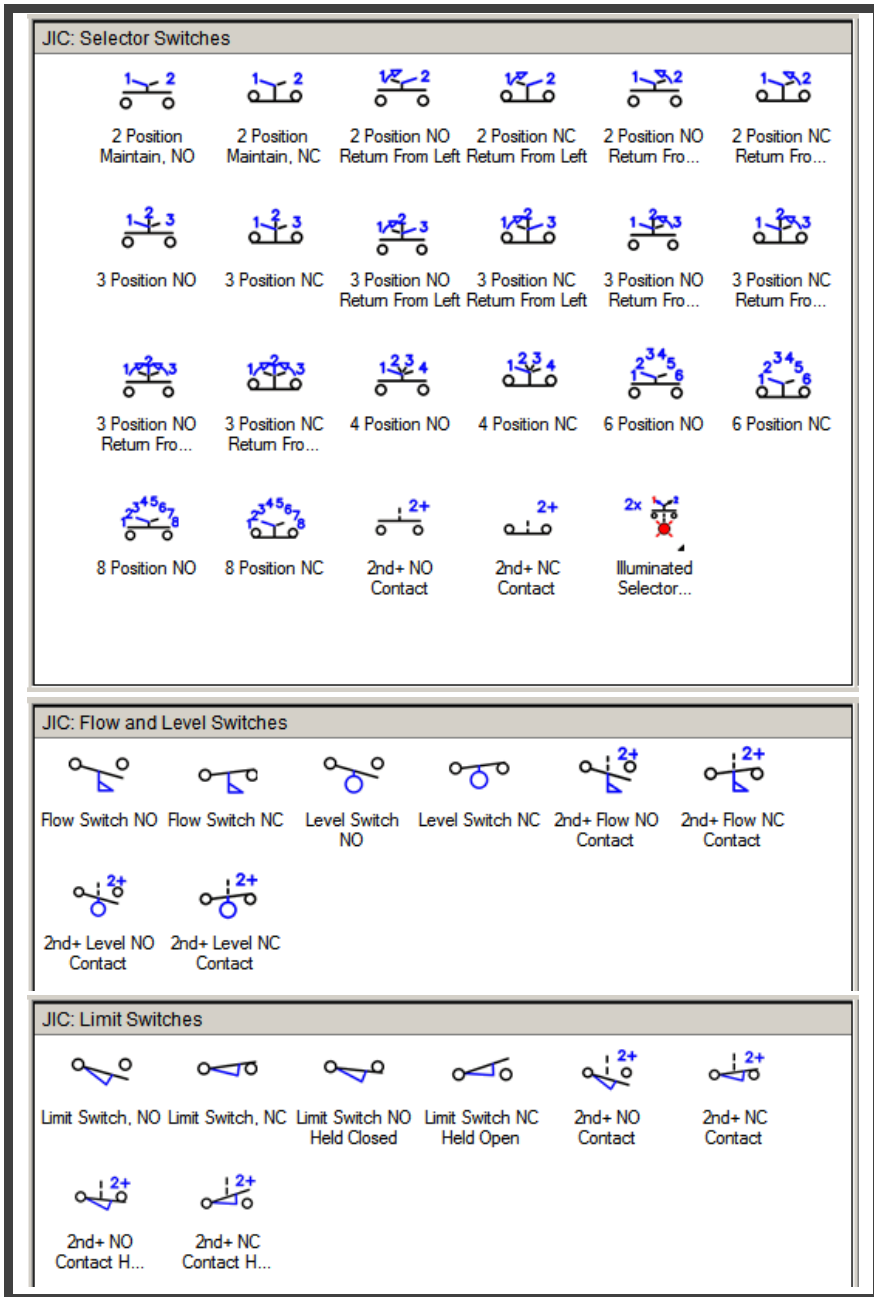 JIC: Selector Switches
1 2
1 2
1 2
1 2
1 2
1 2
2 Position
Maintain, NO
2 Position
Maintain, NC
2 Position NO
Return From Left
2 Position NC
Return From Left
2 Position NO
Return Fro...
2 Position NC
Return Fro...
1 2 3
1 2 3
1 2 3
1 2 3
1 2 3
1 2 3
3 Position NO
3 Position NC
3 Position NO
Return From Left
3 Position NC
Return From Left
3 Position NO
Return Fro...
3 Position NC
Return Fro...
1 2 3
1 2 3
1 2 3 4
1 2 3 4
1 2 3 4 5 6
1 2 3 4 5 6
3 Position NO
Return Fro...
3 Position NC
Return Fro...
4 Position NO
4 Position NC
6 Position NO
6 Position NC
1 2 3 4 5 6 7 8
1 2 3 4 5 6 7 8
2+
2+
2x 1 2
8 Position NO
8 Position NC
2nd+ NO
Contact
2nd+ NC
Contact
Illuminated
Selector...
JIC: Flow and Level Switches
2+
2+
Flow Switch NO
Flow Switch NC
Level Switch
NO
Level Switch NC
2nd+ Flow NO
Contact
2nd+ Flow NC
Contact
2+
2+
2nd+ Level NO
Contact
2nd+ Level NC
Contact
JIC: Limit Switches
2+
2+
Limit Switch, NO
Limit Switch, NC
Limit Switch NO
Held Closed
Limit Switch NC
Held Open
2nd+ NO
Contact
2nd+ NC
Contact
2+
2+
2nd+ NO
Contact H...
2nd+ NC
Contact H...